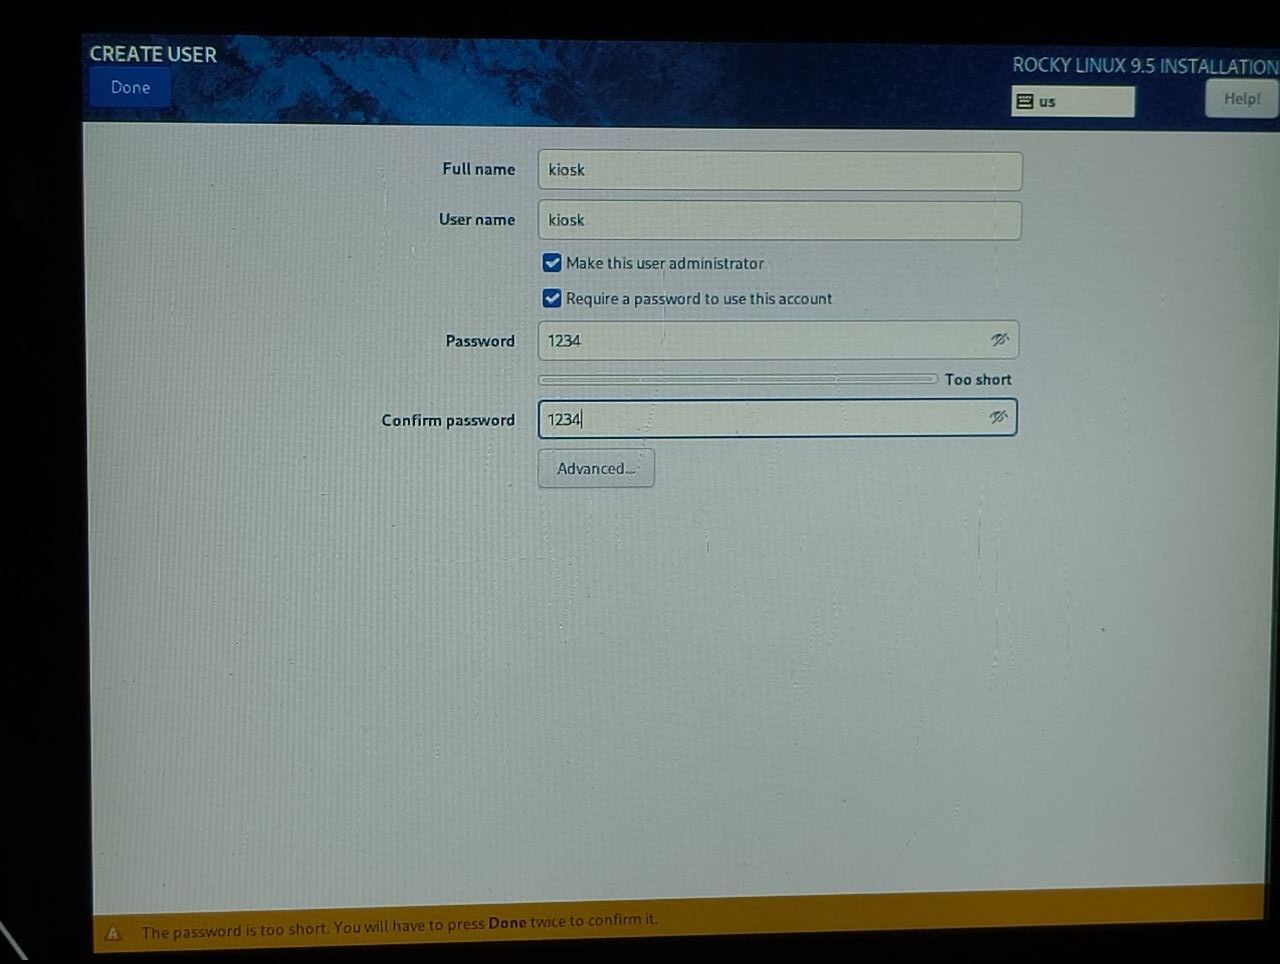 CREATE USER
ROCKY LINUX 9.5 INSTALLATION
Done
us
Help!
Full name kiosk
User name kiosk
Make this user administrator
Require a password to use this account
Password 1234
Too short
Confirm password 1234
Advanced...
The password is too short. You will have to press Done twice to confirm it.